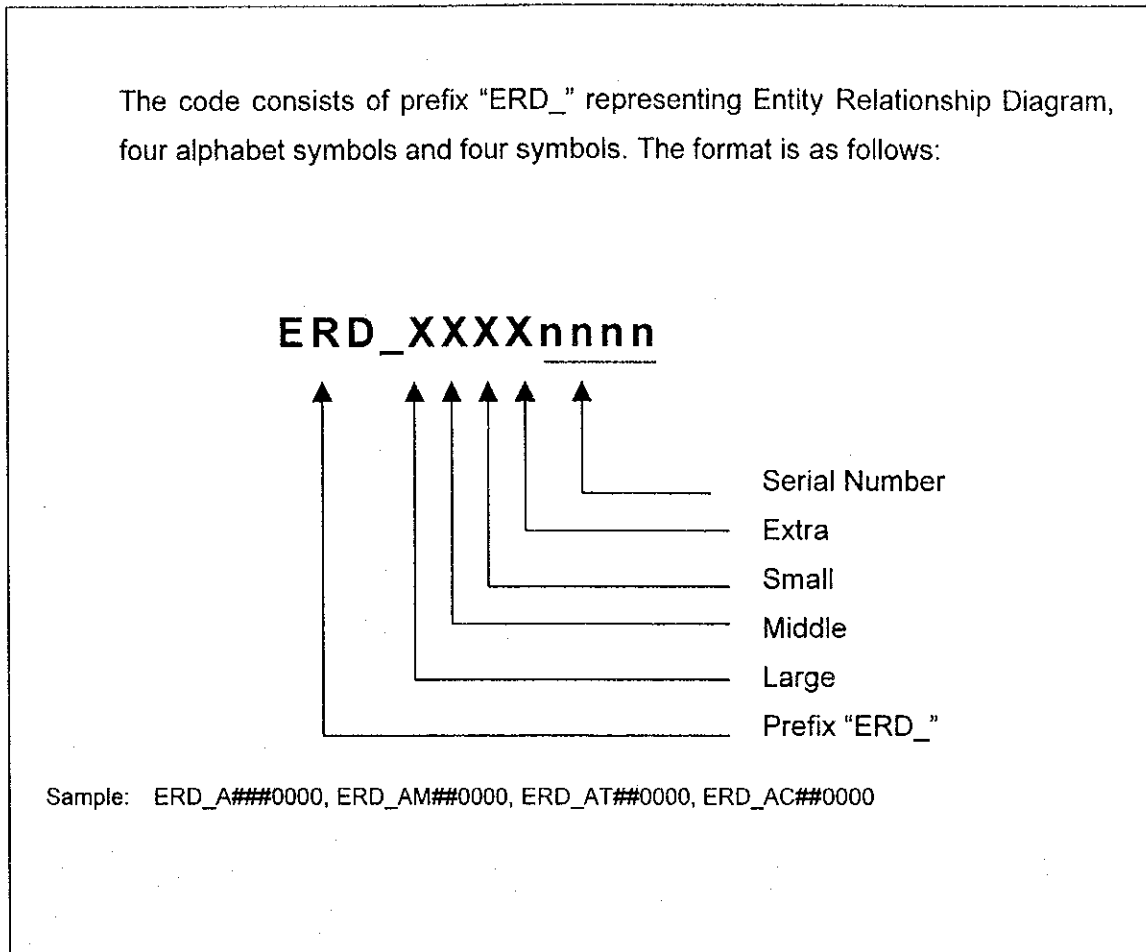 The code consists of prefix “ERD_” representing Entity Relationship Diagram,
four alphabet symbols and four symbols. The format is as follows:
ERD_XXXXnnnn
Serial Number
Extra
Small
Middle
Large
Prefix “ERD_”
Sample: ERD_A###0000, ERD_AM##0000, ERD_AT##0000, ERD_AC##0000